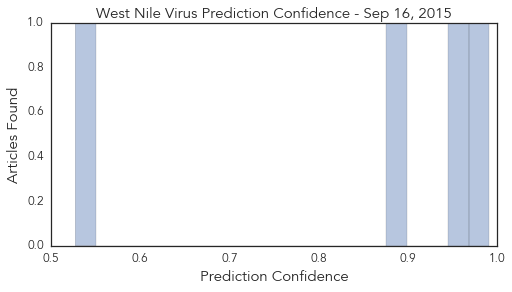 West Nile Virus Prediction Confidence - Sep 16, 2015
Articles Found
1.0
0.8
0.6
0.4
0.2
0.0
0.5 0.6 0.7 0.8 0.9 1.0
Prediction Confidence